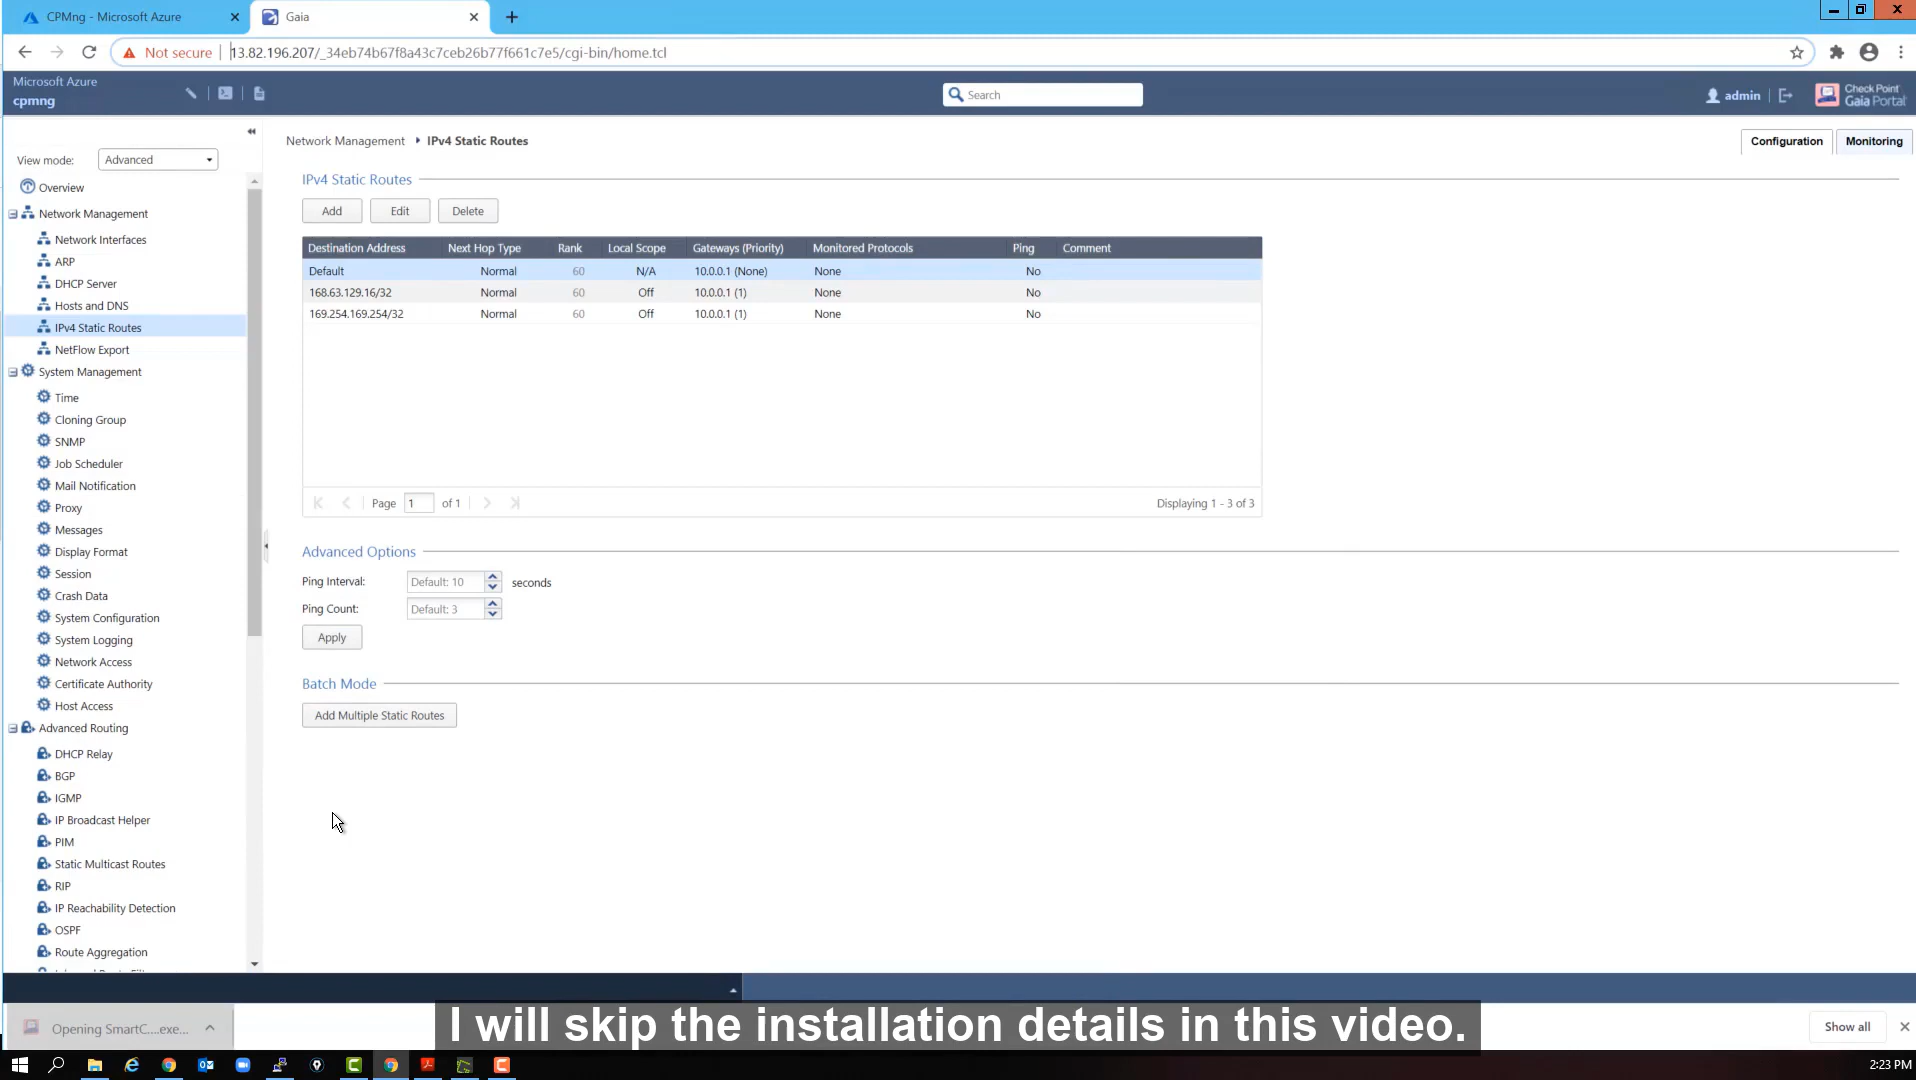 CPMng - Microsoft Azure
Gaia
Not secure | 13.82.196.207/_34eb74b67f8a43c7ceb26b77f661c7e5/cgi-bin/home.tcl
Microsoft Azure
cpmng
Search
admin
Check Point
Gaia Portal
View mode: Advanced
Overview
Network Management
Network Interfaces
ARP
DHCP Server
Hosts and DNS
IPv4 Static Routes
NetFlow Export
System Management
Time
Cloning Group
SNMP
Job Scheduler
Mail Notification
Proxy
Messages
Display Format
Session
Crash Data
System Configuration
System Logging
Network Access
Certificate Authority
Host Access
Advanced Routing
DHCP Relay
BGP
IGMP
IP Broadcast Helper
PIM
Static Multicast Routes
RIP
IP Reachability Detection
OSPF
Route Aggregation
Network Management IPv4 Static Routes
Configuration Monitoring
IPv4 Static Routes
Add Edit Delete
Destination Address Next Hop Type Rank Local Scope Gateways (Priority) Monitored Protocols Ping Comment
Default Normal 60 N/A 10.0.0.1 (None) None No
168.63.129.16/32 Normal 60 Off 10.0.0.1 (1) None No
169.254.169.254/32 Normal 60 Off 10.0.0.1 (1) None No
Page 1 of 1 Displaying 1 - 3 of 3
Advanced Options
Ping Interval: Default: 10 seconds
Ping Count: Default: 3
Apply
Batch Mode
Add Multiple Static Routes
Opening SmartC....exe...
I will skip the installation details in this video.
Show all
2:23 PM